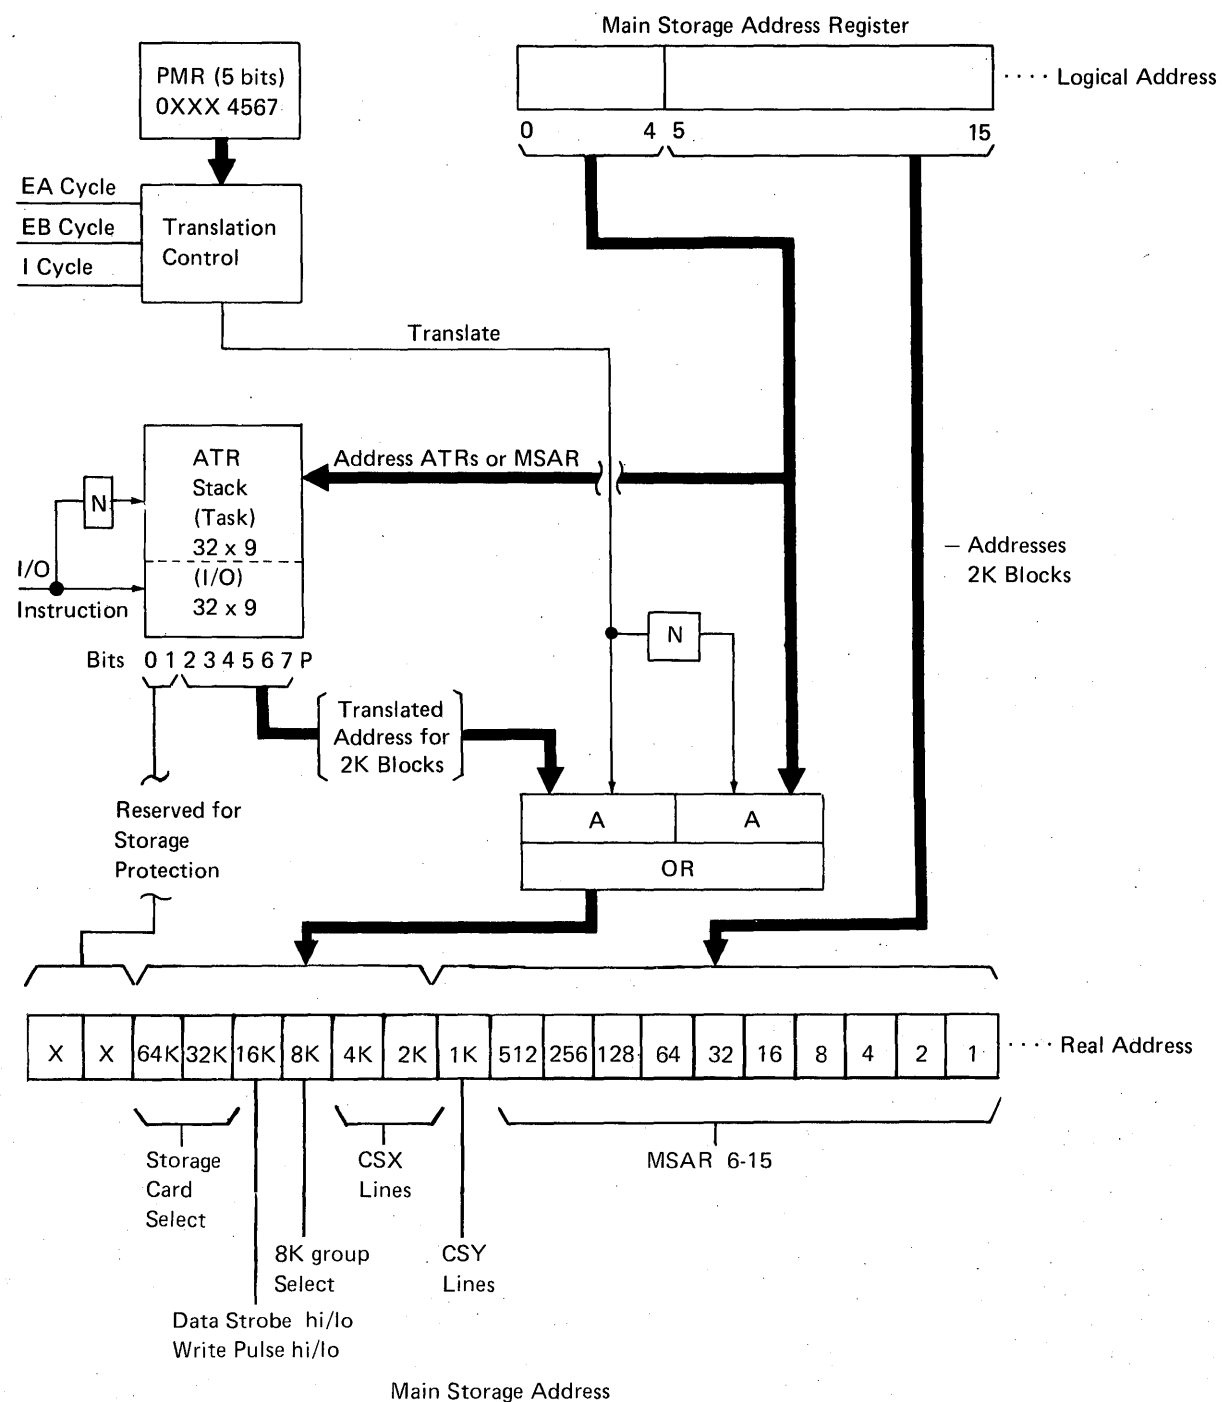 Main Storage Address Register
PMR (5 bits)
0XXX 4567
.... Logical Address
0 4 5 15
EA Cycle
EB Cycle
I Cycle
Translation
Control
Translate
ATR
Stack
(Task)
32 x 9
(I/O)
32 x 9
Address ATRs or MSAR
N
I/O
Instruction
– Addresses
2K Blocks
N
Bits 0 1 2 3 4 5 6 7 P
Translated
Address for
2K Blocks
Reserved for
Storage
Protection
A A
OR
X X 64K 32K 16K 8K 4K 2K 1K 512 256 128 64 32 16 8 4 2 1
.... Real Address
Storage
Card
Select
CSX
Lines
MSAR 6-15
8K group
Select
CSY
Lines
Data Strobe hi/lo
Write Pulse hi/lo
Main Storage Address